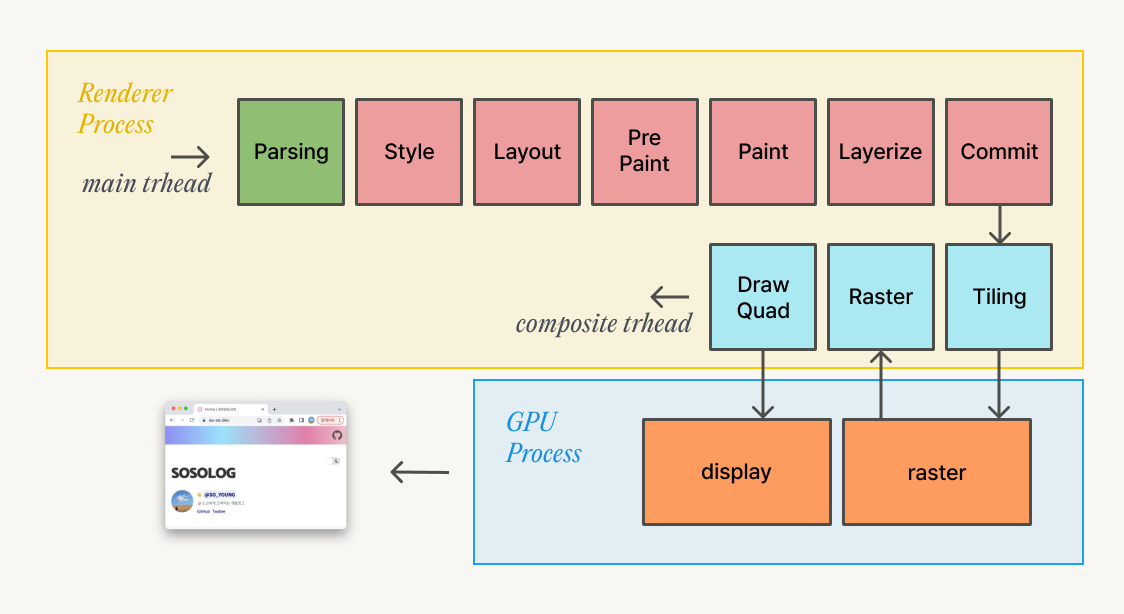 Renderer
Process
main trhead
Parsing
Style
Layout
Pre
Paint
Paint
Layerize
Commit
composite trhead
Draw
Quad
Raster
Tiling
GPU
Process
display
raster
Home | SOSOLOG
so-so.dev
SOSOLOG
@SO_YOUNG
GitHub Twitter